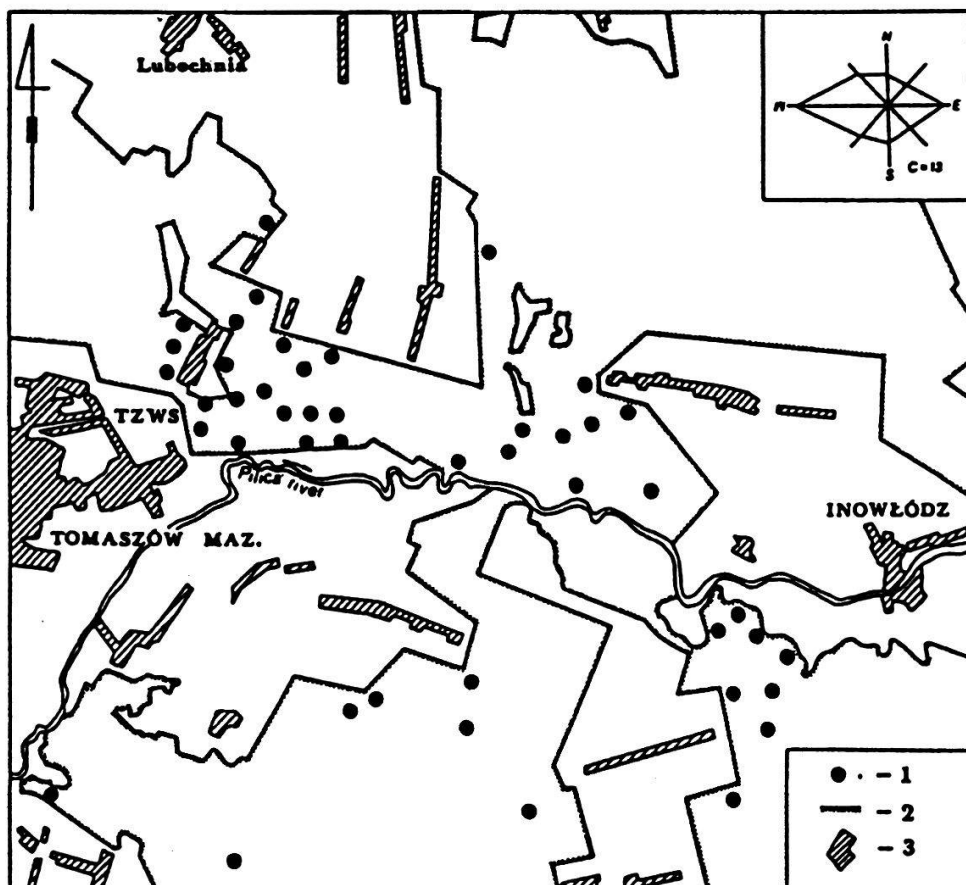 Lubochnia
N
M E
S
C=13
TZWS
Pilica river
INOWŁÓDZ
TOMASZÓW MAZ.
- 1
- 2
- 3